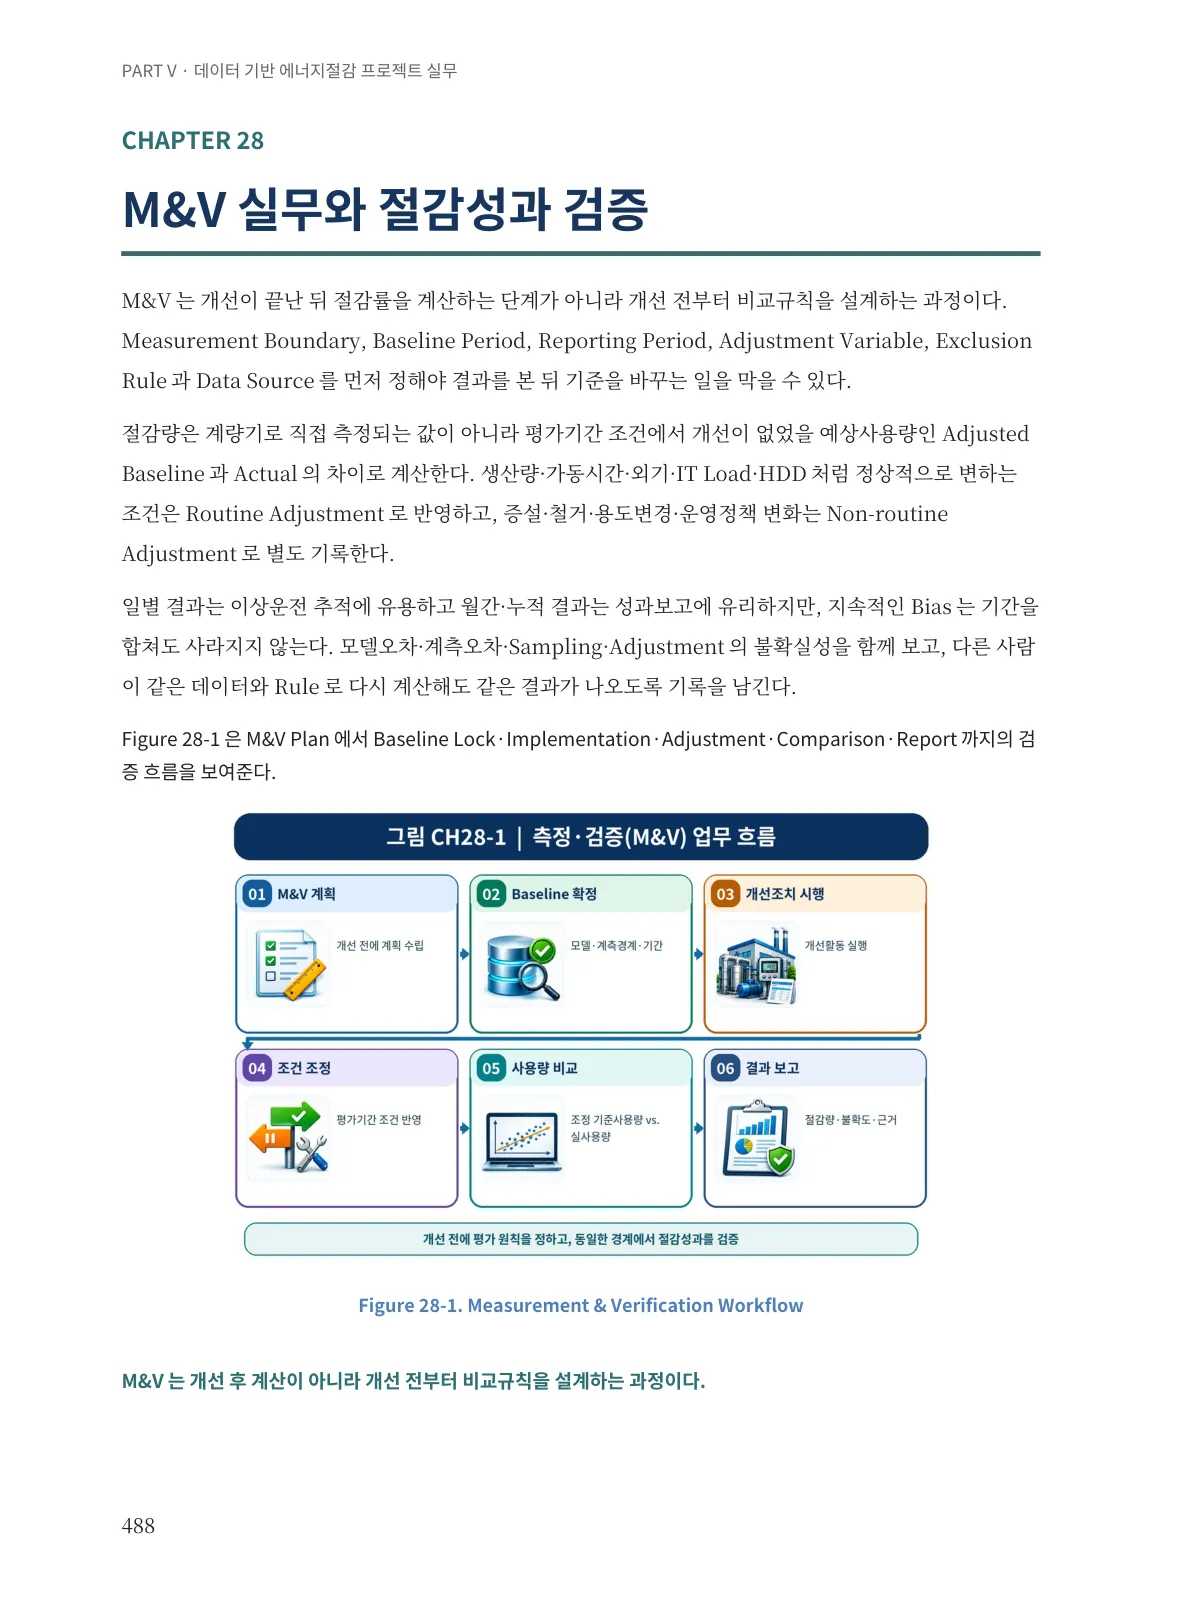 PART V · 데이터 기반 에너지절감 프로젝트 실무
CHAPTER 28
M&V 실무와 절감성과 검증
M&V 는 개선이 끝난 뒤 절감률을 계산하는 단계가 아니라 개선 전부터 비교규칙을 설계하는 과정이다.
Measurement Boundary, Baseline Period, Reporting Period, Adjustment Variable, Exclusion
Rule 과 Data Source 를 먼저 정해야 결과를 본 뒤 기준을 바꾸는 일을 막을 수 있다.
절감량은 계량기로 직접 측정되는 값이 아니라 평가기간 조건에서 개선이 없었을 예상사용량인 Adjusted
Baseline 과 Actual 의 차이로 계산한다. 생산량·가동시간·외기·IT Load·HDD 처럼 정상적으로 변하는
조건은 Routine Adjustment 로 반영하고, 증설·철거·용도변경·운영정책 변화는 Non-routine
Adjustment 로 별도 기록한다.
일별 결과는 이상운전 추적에 유용하고 월간·누적 결과는 성과보고에 유리하지만, 지속적인 Bias 는 기간을
합쳐도 사라지지 않는다. 모델오차·계측오차·Sampling·Adjustment 의 불확실성을 함께 보고, 다른 사람
이 같은 데이터와 Rule 로 다시 계산해도 같은 결과가 나오도록 기록을 남긴다.
Figure 28-1 은 M&V Plan 에서 Baseline Lock·Implementation·Adjustment·Comparison·Report 까지의 검
증 흐름을 보여준다.
그림 CH28-1 | 측정·검증(M&V) 업무 흐름
01 M&V 계획
개선 전에 계획 수립
02 Baseline 확정
모델·계측경계·기간
03 개선조치 시행
개선활동 실행
04 조건 조정
평가기간 조건 반영
05 사용량 비교
조정 기준사용량 vs.
실사용량
06 결과 보고
절감량·불확도·근거
개선 전에 평가 원칙을 정하고, 동일한 경계에서 절감성과를 검증
Figure 28-1. Measurement & Verification Workflow
M&V 는 개선 후 계산이 아니라 개선 전부터 비교규칙을 설계하는 과정이다.
488